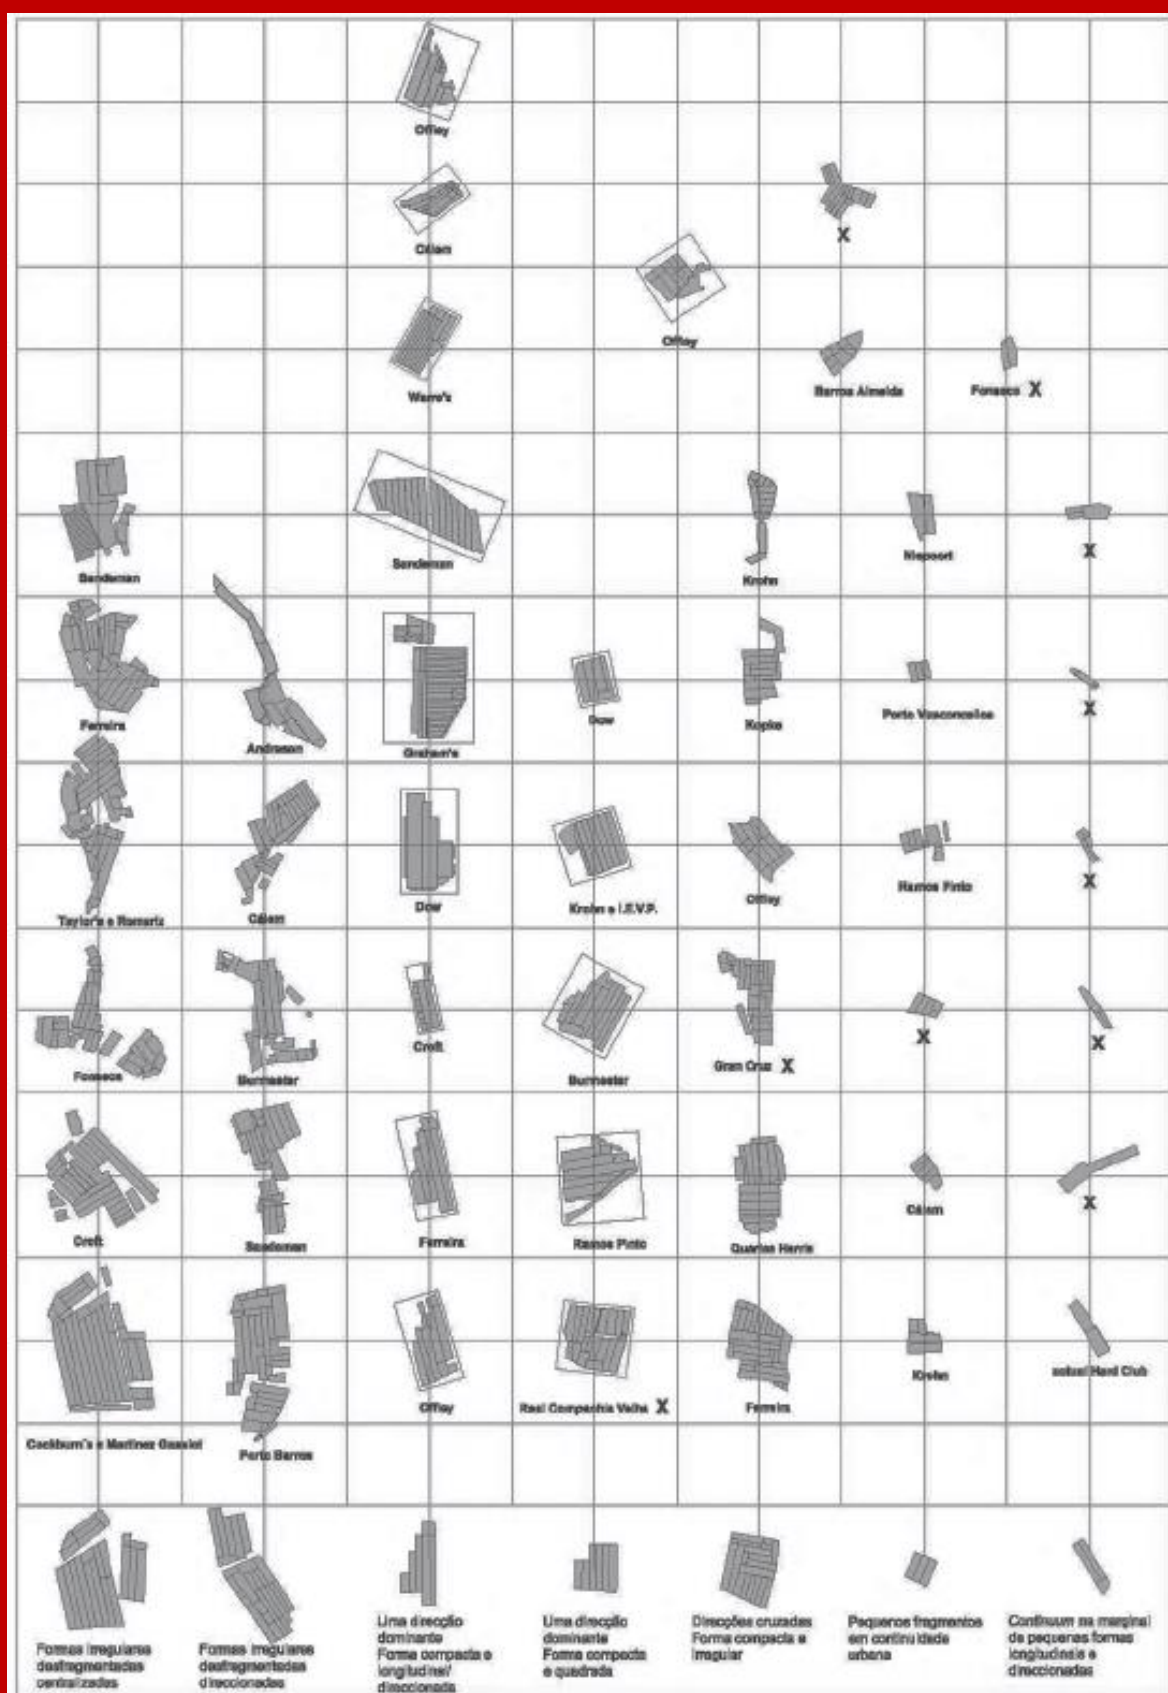 Offley
Cálem
X
Offley
Warre's
Barros Almeida
Fonseca X
Sandeman
Sandeman
Krohn
Niepoort
X
Ferreira
Andresen
Graham's
Dow
Kopke
Porto Vasconcellos
X
Taylor's e Romariz
Cálem
Dow
Krohn e I.E.V.P.
Offley
Ramos Pinto
X
Fonseca
Burmester
Croft
Burmester
Gran Cruz X
X
X
Croft
Sandeman
Ferreira
Ramos Pinto
Quarles Harris
Cálem
X
Cockburn's e Martinez Gassiot
Porto Barros
Offley
Real Companhia Velha X
Ferreira
Krohn
actual Hard Club
Formas irregulares
desfragmentadas
centralizadas
Formas irregulares
desfragmentadas
direccionadas
Uma direcção
dominante
Forma compacta e
longitudinal/
direccionada
Uma direcção
dominante
Forma compacta
e quadrada
Direcções cruzadas
Forma compacta e
irregular
Pequenos fragmentos
em continuidade
urbana
Continuum na marginal
de pequenas formas
longitudinais e
direccionadas